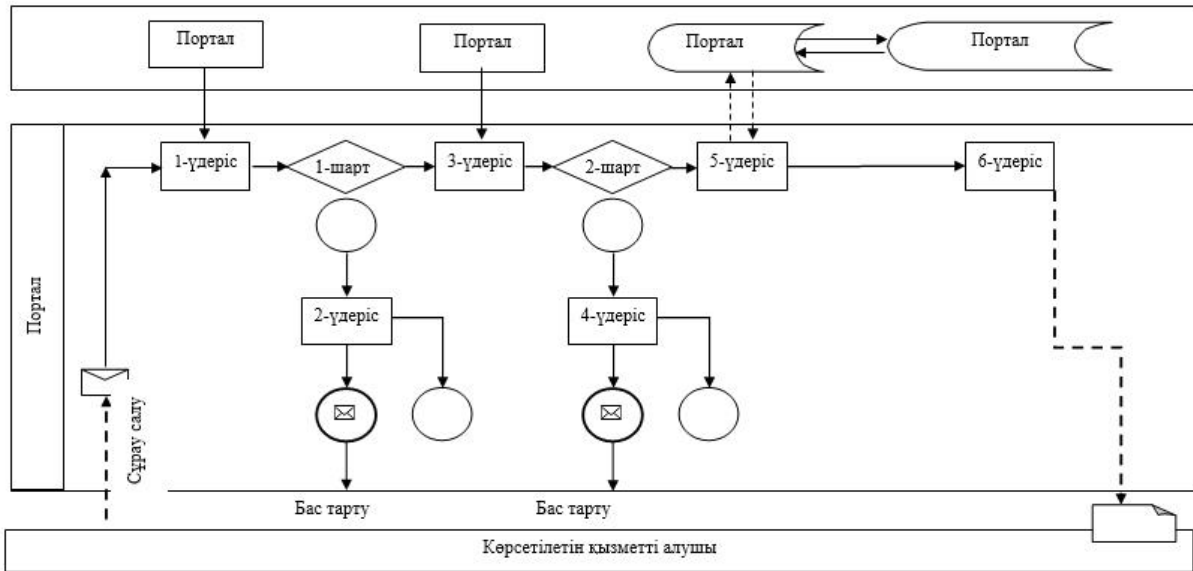 Портал
Портал
Портал
Портал
1-үдеріс
1-шарт
3-үдеріс
2-шарт
5-үдеріс
6-үдеріс
Портал
2-үдеріс
4-үдеріс
Сұрау салу
Бас тарту
Бас тарту
Көрсетілетін қызметті алушы